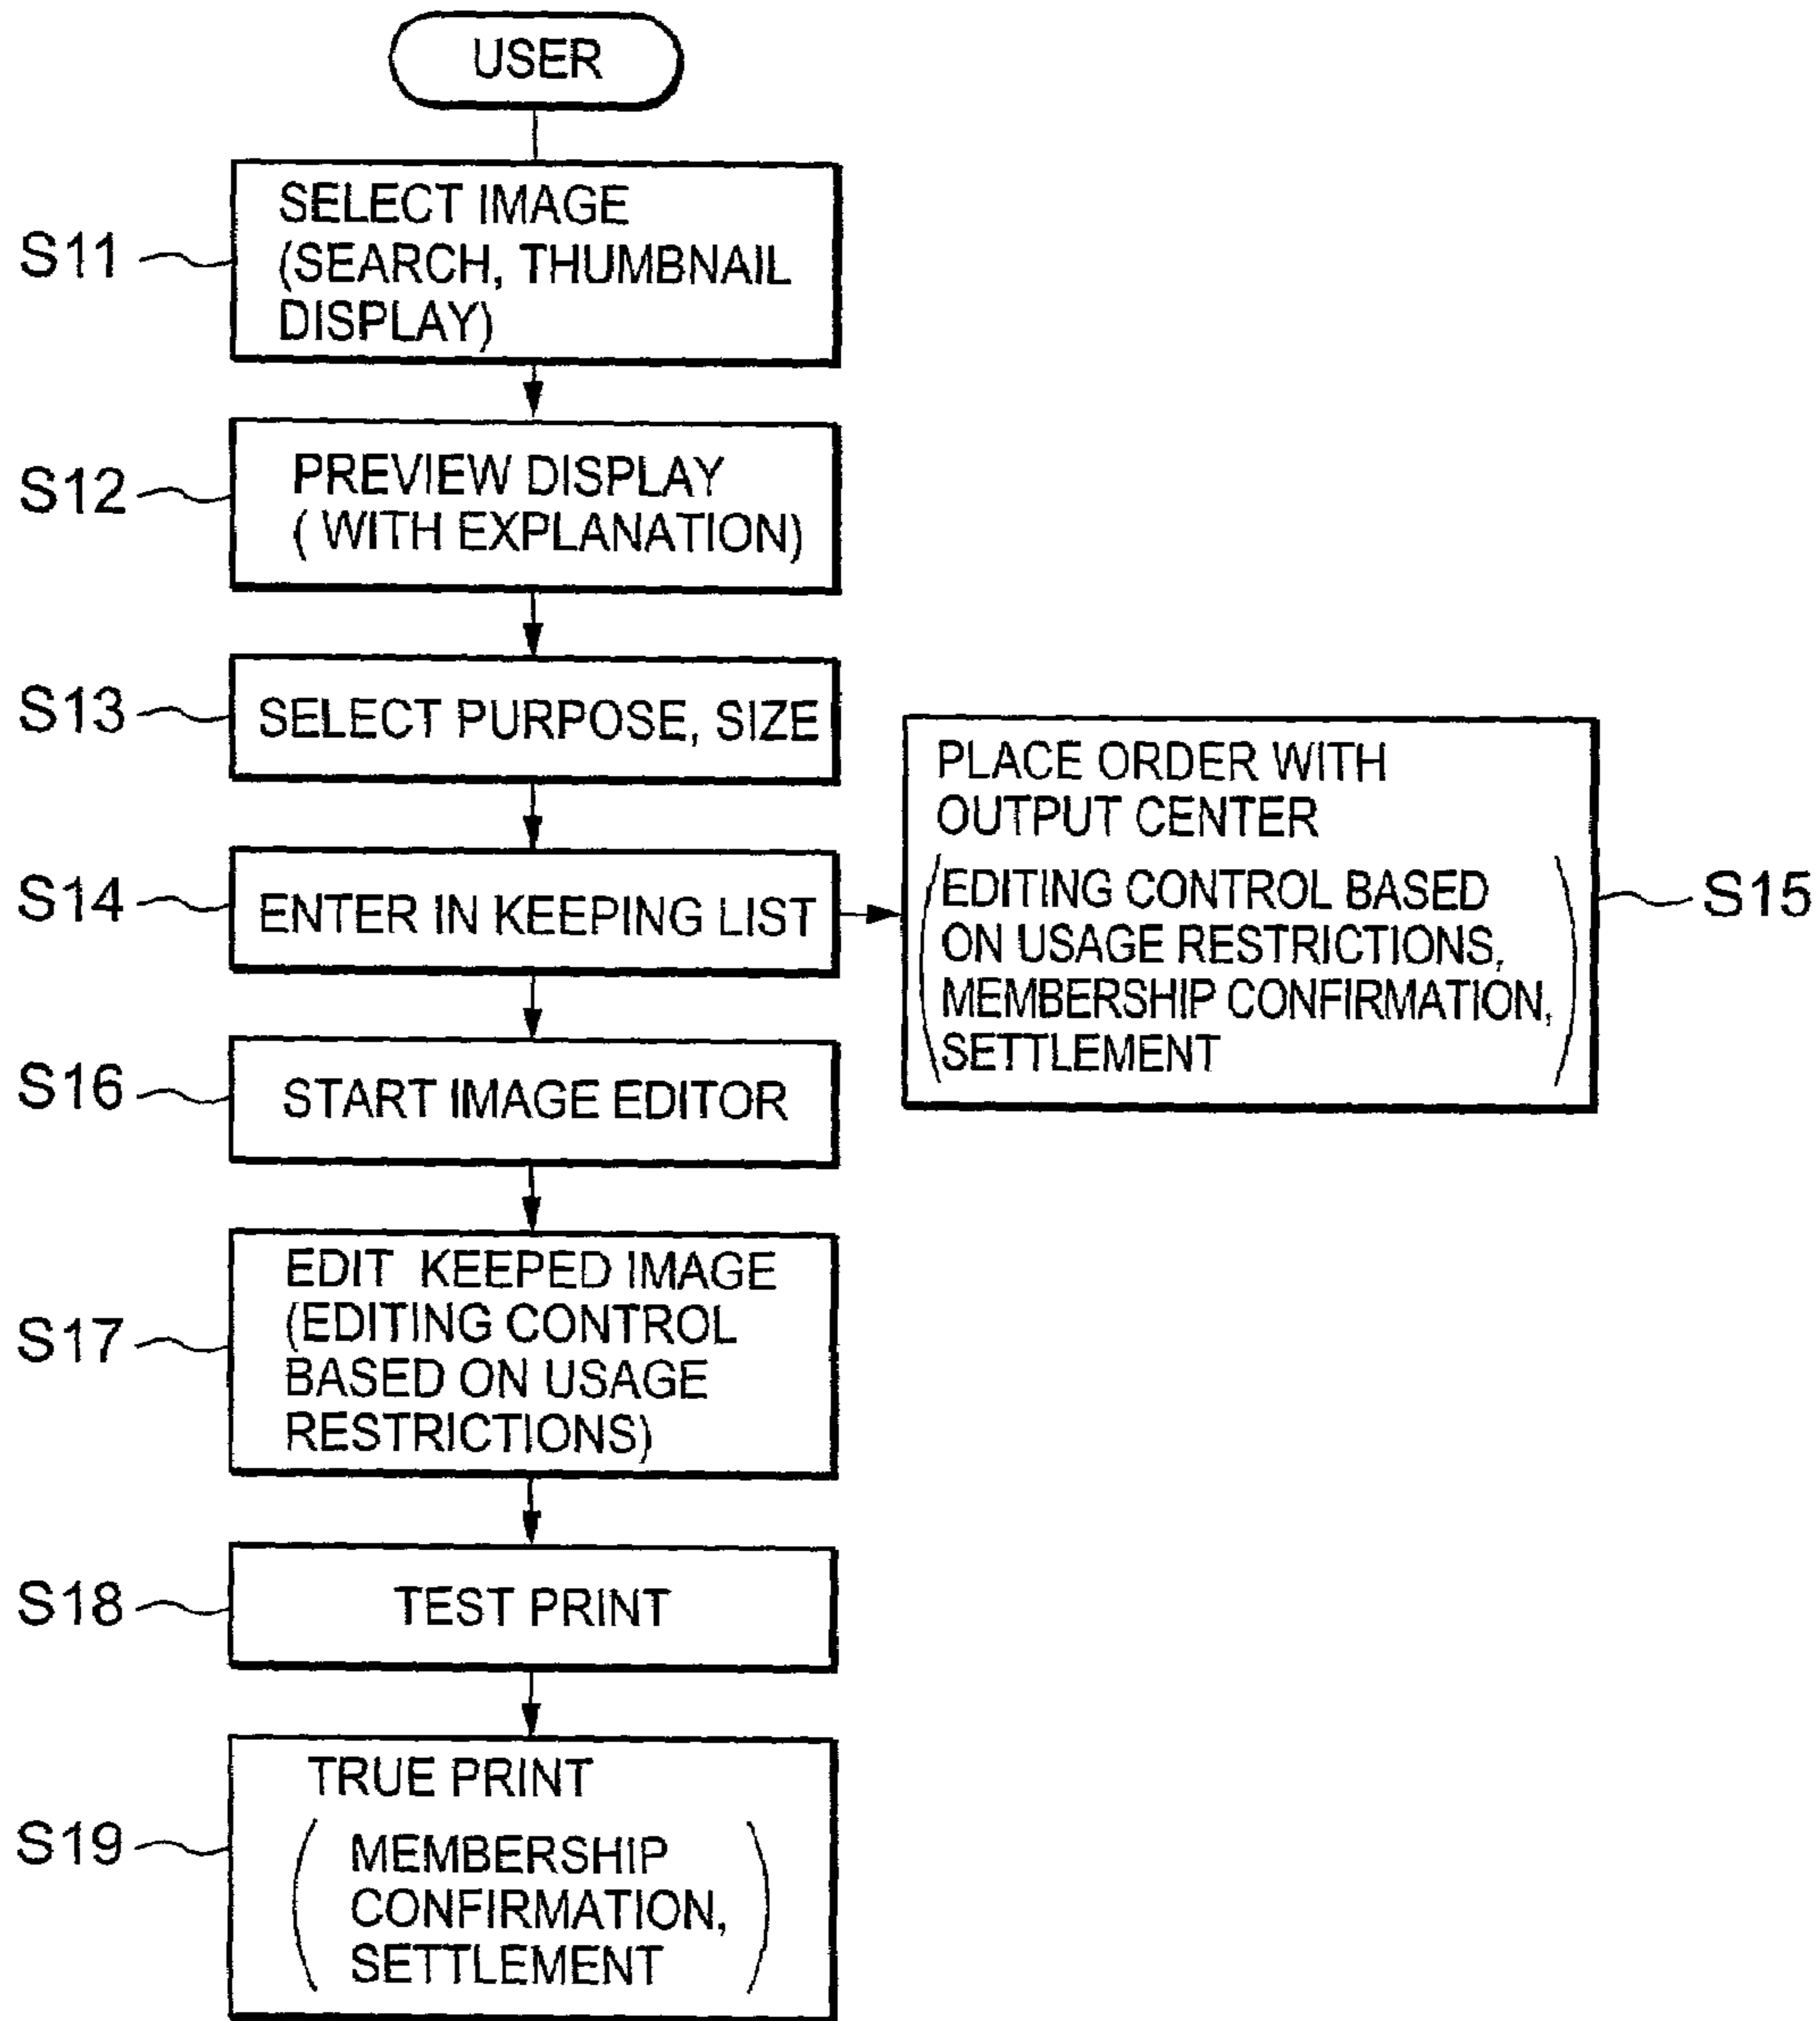 USER
S11
SELECT IMAGE
(SEARCH, THUMBNAIL
DISPLAY)
S12
PREVIEW DISPLAY
( WITH EXPLANATION)
S13
SELECT PURPOSE, SIZE
S14
ENTER IN KEEPING LIST
PLACE ORDER WITH
OUTPUT CENTER
(EDITING CONTROL BASED
ON USAGE RESTRICTIONS,
MEMBERSHIP CONFIRMATION,
SETTLEMENT)
S15
S16
START IMAGE EDITOR
S17
EDIT KEEPED IMAGE
(EDITING CONTROL
BASED ON USAGE
RESTRICTIONS)
S18
TEST PRINT
S19
TRUE PRINT
(MEMBERSHIP
CONFIRMATION,
SETTLEMENT)